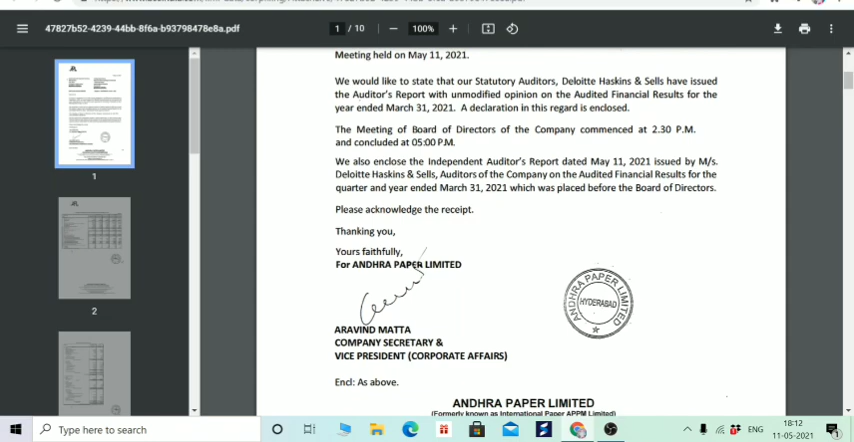 47827b52-4239-44bb-8f6a-b93798478e8a.pdf
1 / 10
100%
Meeting held on May 11, 2021.
We would like to state that our Statutory Auditors, Deloitte Haskins & Sells have issued
the Auditor's Report with unmodified opinion on the Audited Financial Results for the
year ended March 31, 2021. A declaration in this regard is enclosed.
The Meeting of Board of Directors of the Company commenced at 2.30 P.M.
and concluded at 05:00 P.M.
We also enclose the Independent Auditor's Report dated May 11, 2021 issued by M/s.
Deloitte Haskins & Sells, Auditors of the Company on the Audited Financial Results for the
quarter and year ended March 31, 2021 which was placed before the Board of Directors.
Please acknowledge the receipt.
Thanking you,
Yours faithfully,
For ANDHRA PAPER LIMITED
ANDHRA PAPER LIMITED
HYDERABAD
ARAVIND MATTA
COMPANY SECRETARY &
VICE PRESIDENT (CORPORATE AFFAIRS)
Encl: As above.
ANDHRA PAPER LIMITED
(Formerly known as International Paper APPM Limited)
1
2
Type here to search
ENG
18:12
11-05-2021